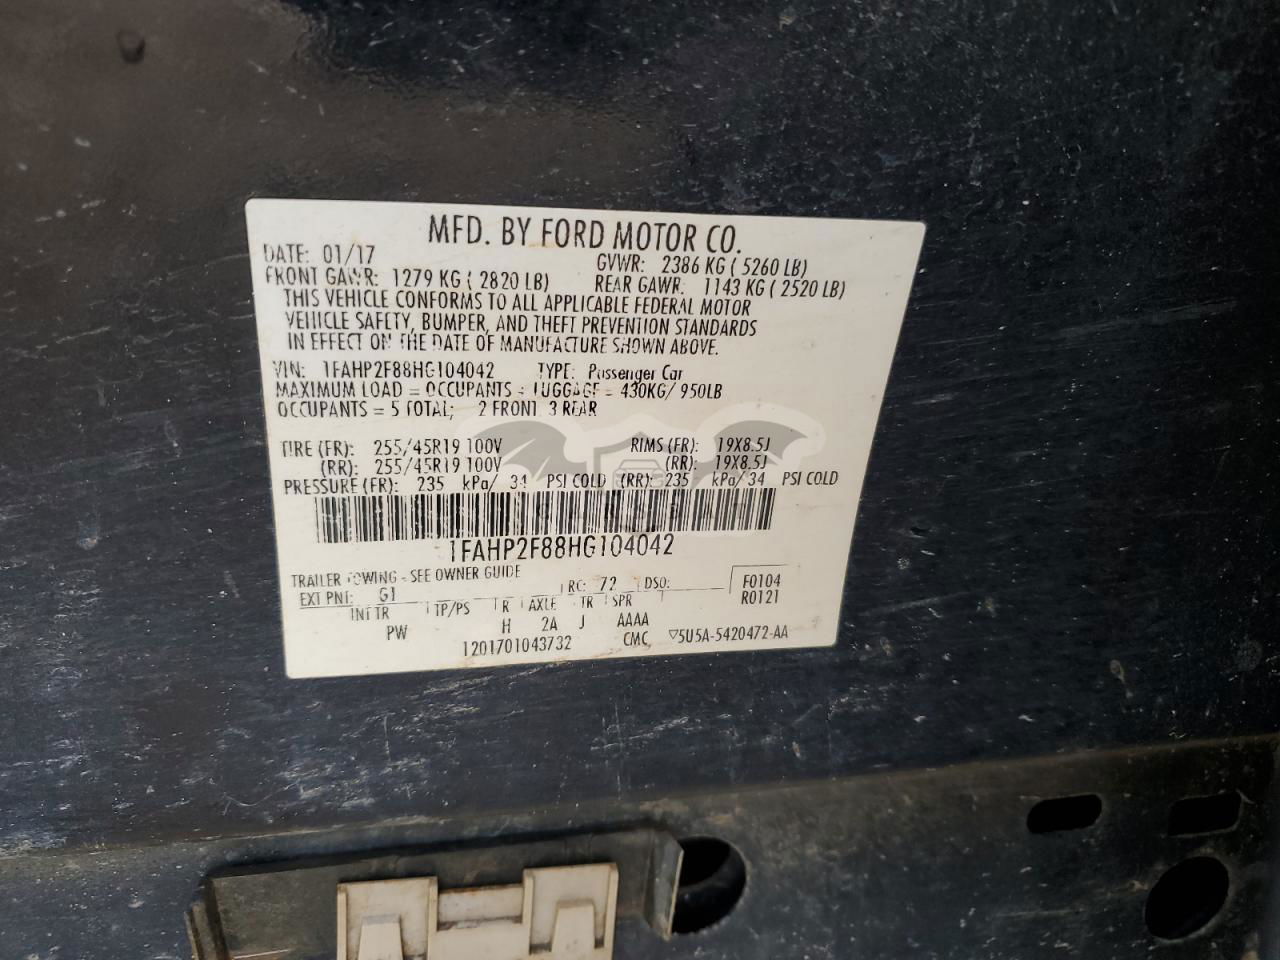 MFD. BY FORD MOTOR CO.
DATE: 01/17 GVWR: 2386 KG ( 5260 LB)
FRONT GAWR: 1279 KG ( 2820 LB) REAR GAWR: 1143 KG ( 2520 LB)
THIS VEHICLE CONFORMS TO ALL APPLICABLE FEDERAL MOTOR
VEHICLE SAFETY, BUMPER, AND THEFT PREVENTION STANDARDS
IN EFFECT ON THE DATE OF MANUFACTURE SHOWN ABOVE.
VIN: 1FAHP2F88HG104042 TYPE: Passenger Car
MAXIMUM LOAD = OCCUPANTS + LUGGAGE = 430KG/ 950LB
OCCUPANTS = 5 TOTAL; 2 FRONT, 3 REAR
TIRE (FR): 255/45R19 100V RIMS (FR): 19X8.5J
(RR): 255/45R19 100V (RR): 19X8.5J
PRESSURE (FR): 235 kPa/ 34 PSI COLD (RR): 235 kPa/ 34 PSI COLD
1FAHP2F88HG104042
TRAILER TOWING - SEE OWNER GUIDE
EXT PNT: G1 RC: 72 DSO: F0104
R0121
INT TR TP/PS R AXLE TR SPR
PW H 2A J AAAA
1201701043732 CMC ▽5U5A-5420472-AA